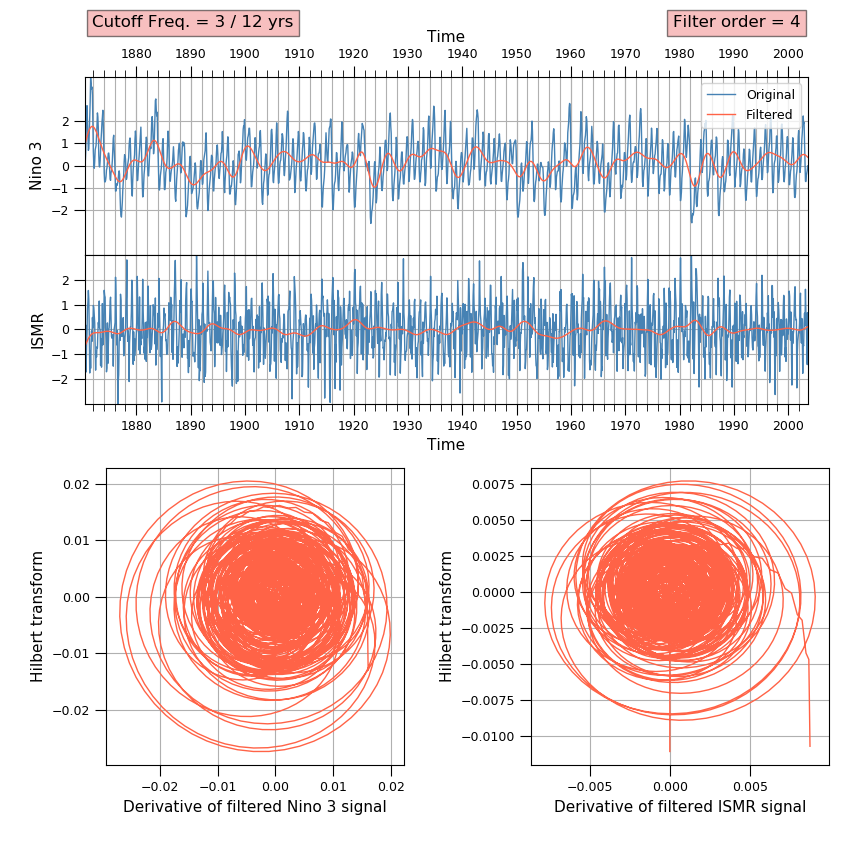 Cutoff Freq. = 3 / 12 yrs
Filter order = 4
Time
1880 1890 1900 1910 1920 1930 1940 1950 1960 1970 1980 1990 2000
Original
Filtered
Nino 3
2
1
0
−1
−2
ISMR
2
1
0
−1
−2
1880 1890 1900 1910 1920 1930 1940 1950 1960 1970 1980 1990 2000
Time
Hilbert transform
0.02
0.01
0.00
−0.01
−0.02
−0.02 −0.01 0.00 0.01 0.02
Derivative of filtered Nino 3 signal
Hilbert transform
0.0075
0.0050
0.0025
0.0000
−0.0025
−0.0050
−0.0075
−0.0100
−0.005 0.000 0.005
Derivative of filtered ISMR signal